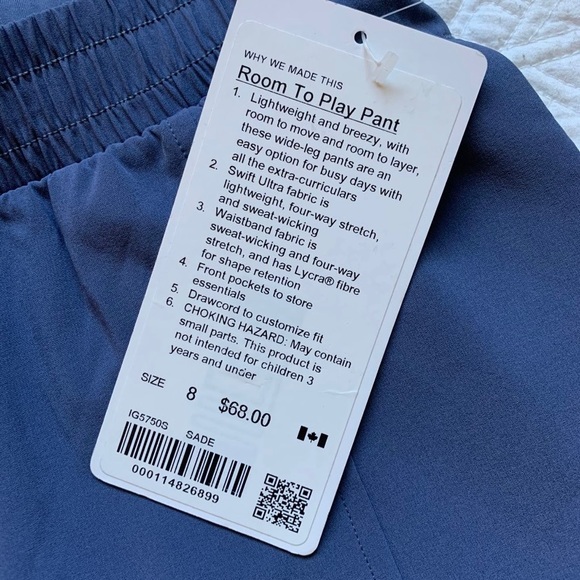 WHY WE MADE THIS
Room To Play Pant
1. Lightweight and breezy, with
room to move and room to layer,
these wide-leg pants are an
easy option for busy days with
all the extra-curriculars
2. Swift Ultra fabric is
lightweight, four-way stretch,
and sweat-wicking
3. Waistband fabric is
sweat-wicking and four-way
stretch, and has Lycra® fibre
for shape retention
4. Front pockets to store
essentials
5. Drawcord to customize fit
6. CHOKING HAZARD: May contain
small parts. This product is
not intended for children 3
years and under
SIZE 8 $68.00
IG5750S SADE
000114826899